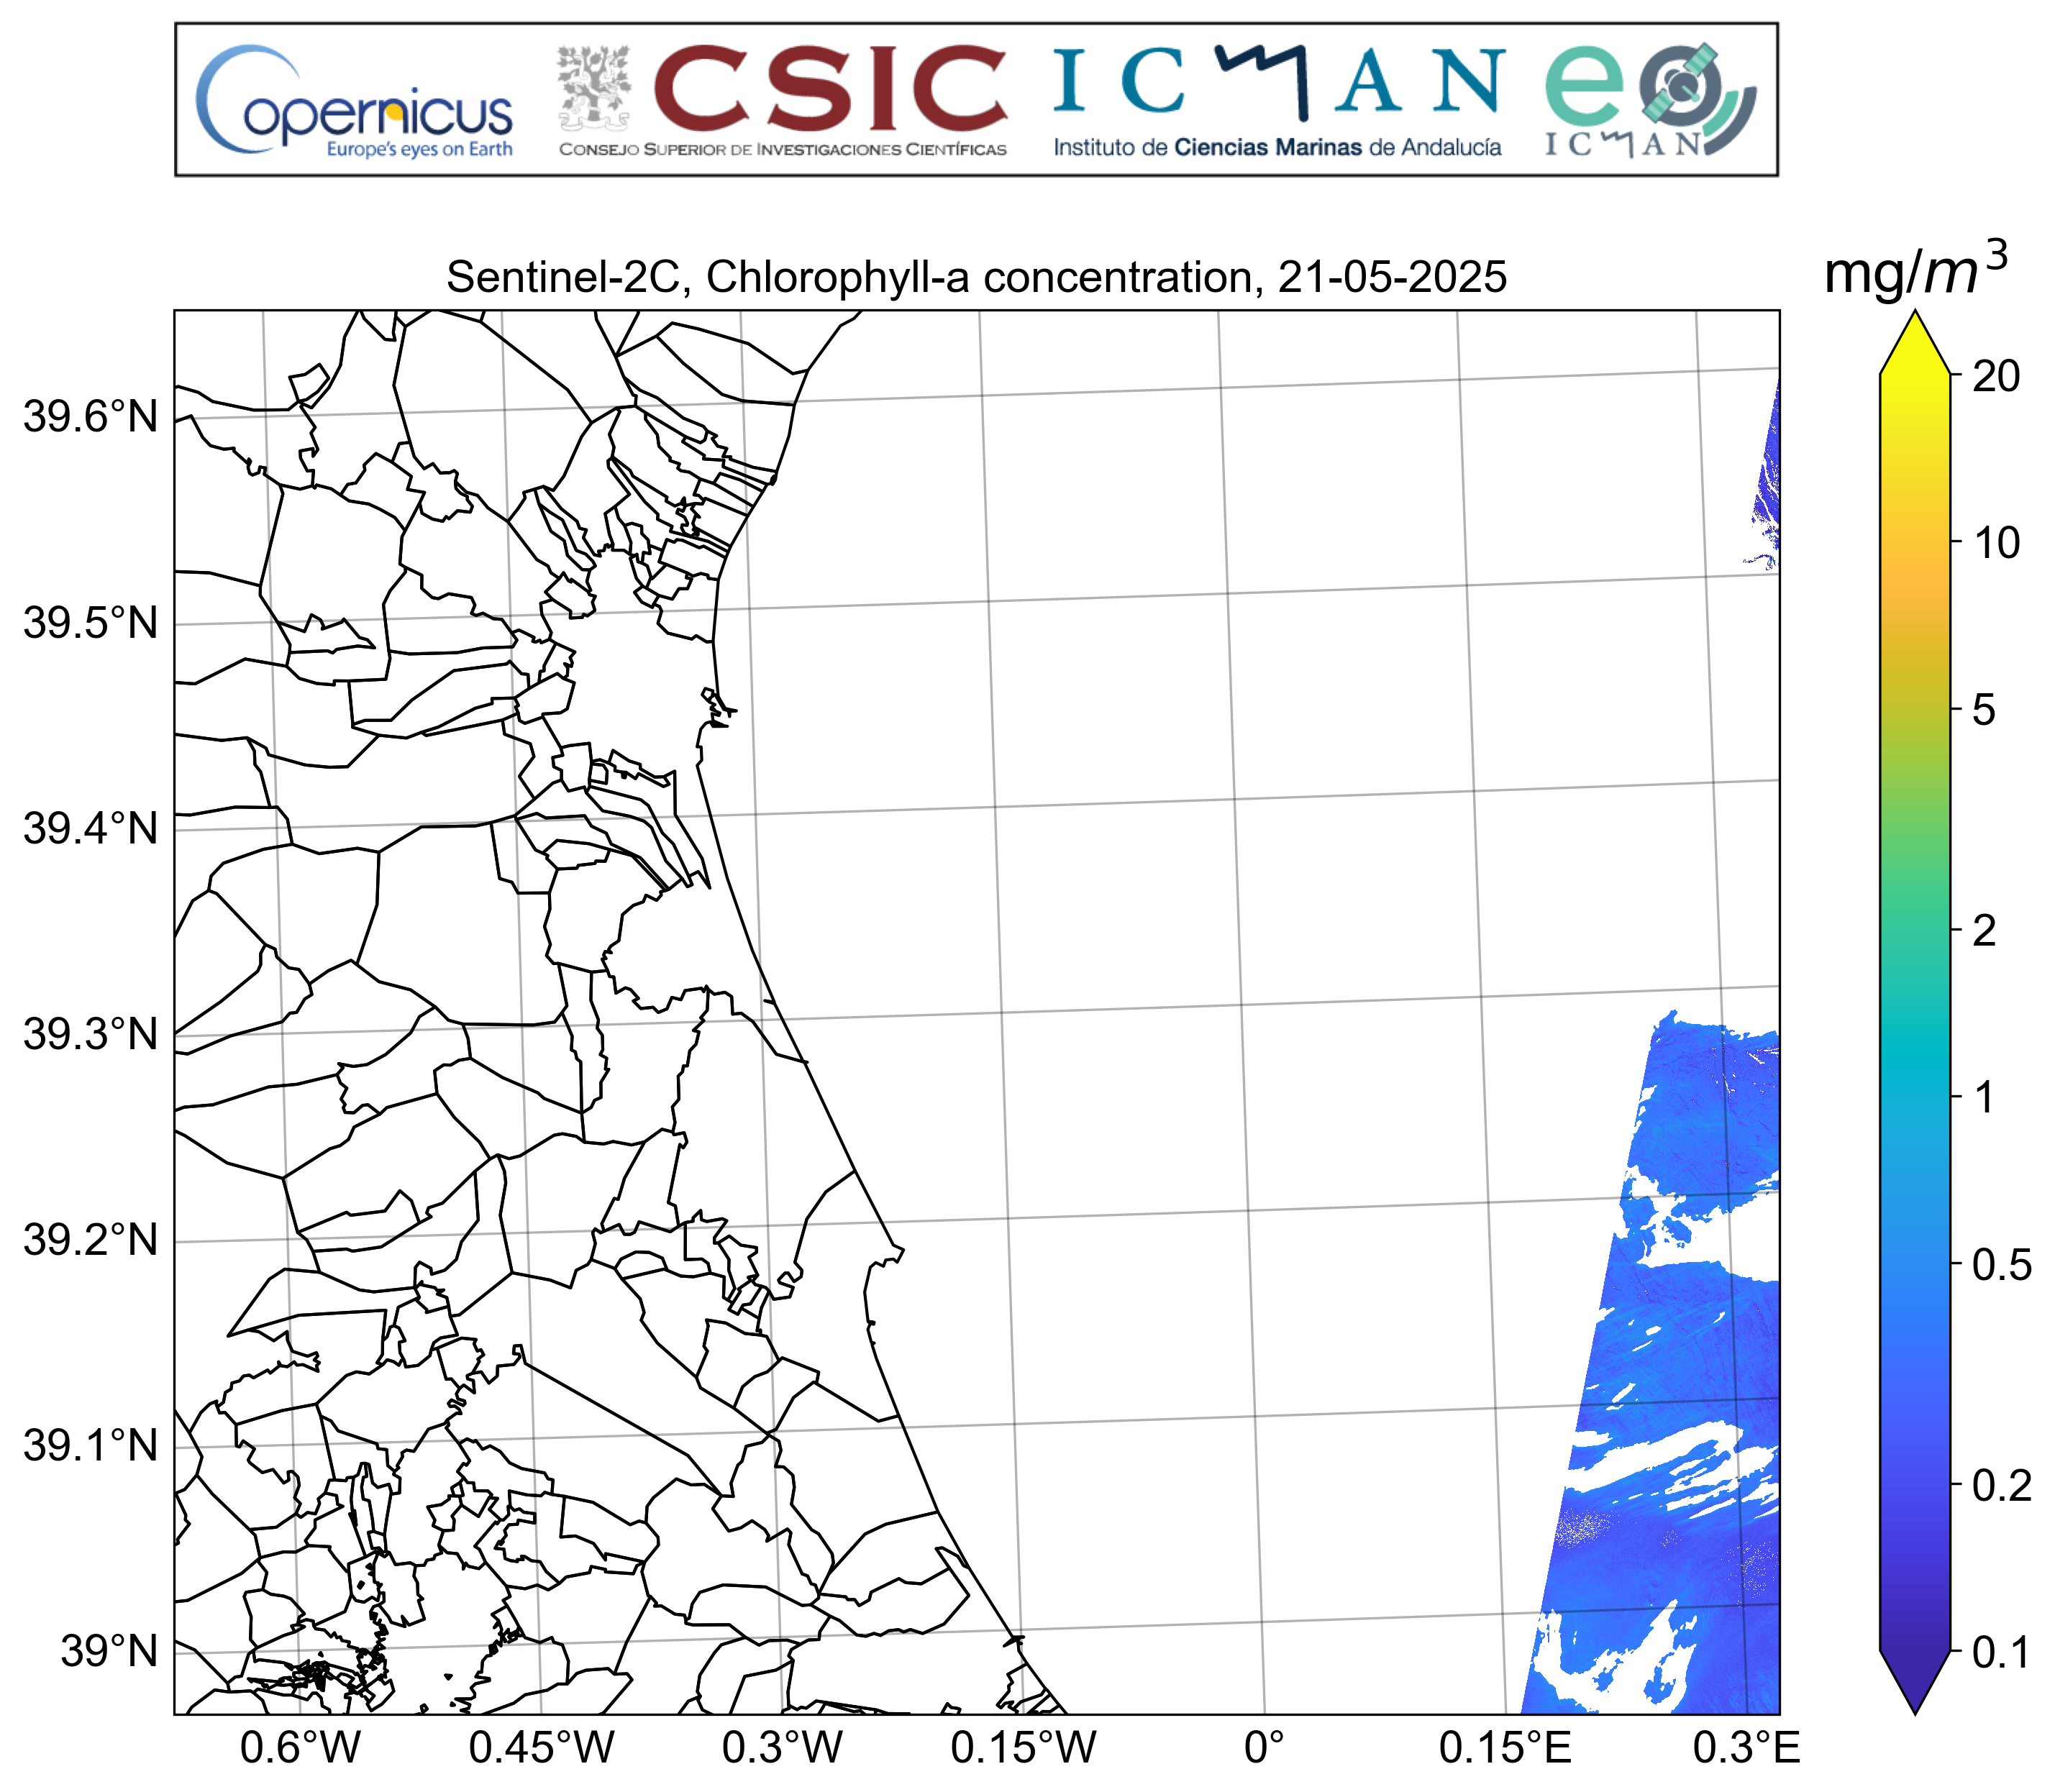 Copernicus
Europe's eyes on Earth
CSIC
CONSEJO SUPERIOR DE INVESTIGACIONES CIENTÍFICAS
ICMAN
Instituto de Ciencias Marinas de Andalucía
eo
ICMAN
Sentinel-2C, Chlorophyll-a concentration, 21-05-2025
mg/m³
39.6°N
39.5°N
39.4°N
39.3°N
39.2°N
39.1°N
39°N
0.6°W 0.45°W 0.3°W 0.15°W 0° 0.15°E 0.3°E
20
10
5
2
1
0.5
0.2
0.1